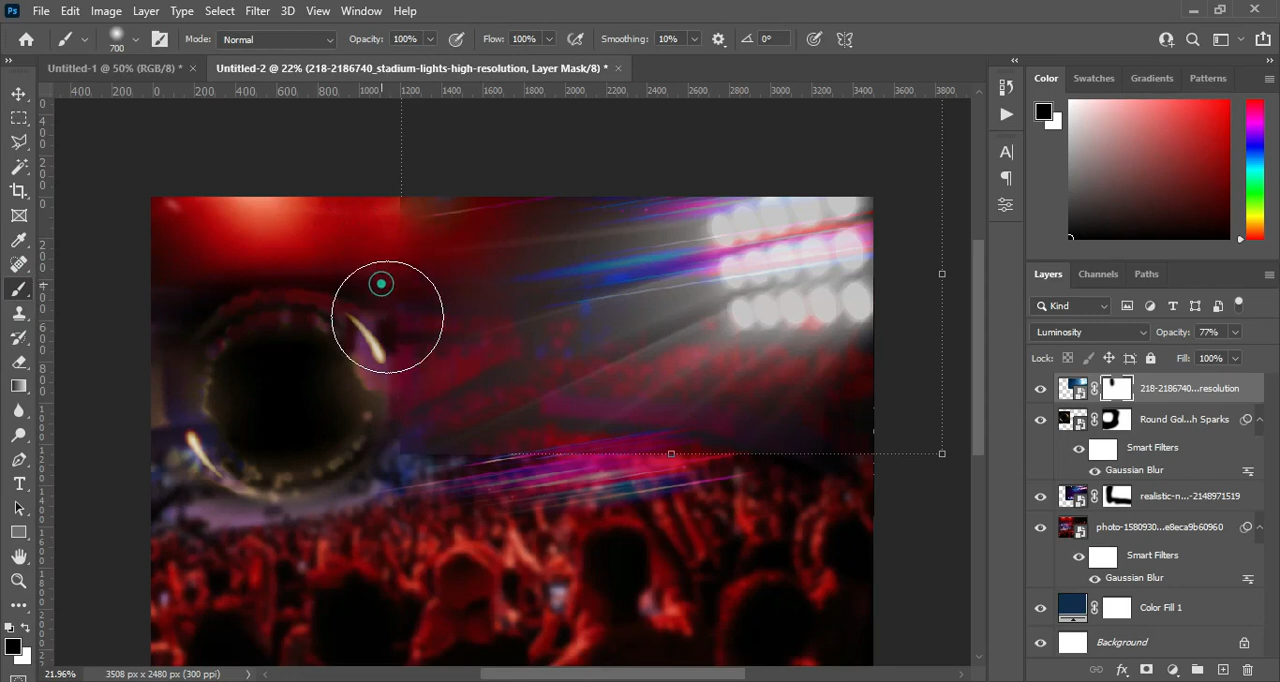 Ps File Edit Image Layer Type Select Filter 3D View Window Help
700 Mode: Normal Opacity: 100% Flow: 100% Smoothing: 10% 0°
Untitled-1 @ 50% (RGB/8) * × Untitled-2 @ 22% (218-2186740_stadium-lights-high-resolution, Layer Mask/8) * ×
400 200 0 200 400 600 800 1000 1200 1400 1600 1800 2000 2200 2400 2600 2800 3000 3200 3400 3600 3800
Color Swatches Gradients Patterns
Layers Channels Paths
Kind
Luminosity Opacity: 77%
Lock: Fill: 100%
218-2186740...resolution
Round Gol...h Sparks
Smart Filters
Gaussian Blur
realistic-n...-2148971519
photo-1580930...e8eca9b60960
Smart Filters
Gaussian Blur
Color Fill 1
Background
21.96% 3508 px x 2480 px (300 ppi)